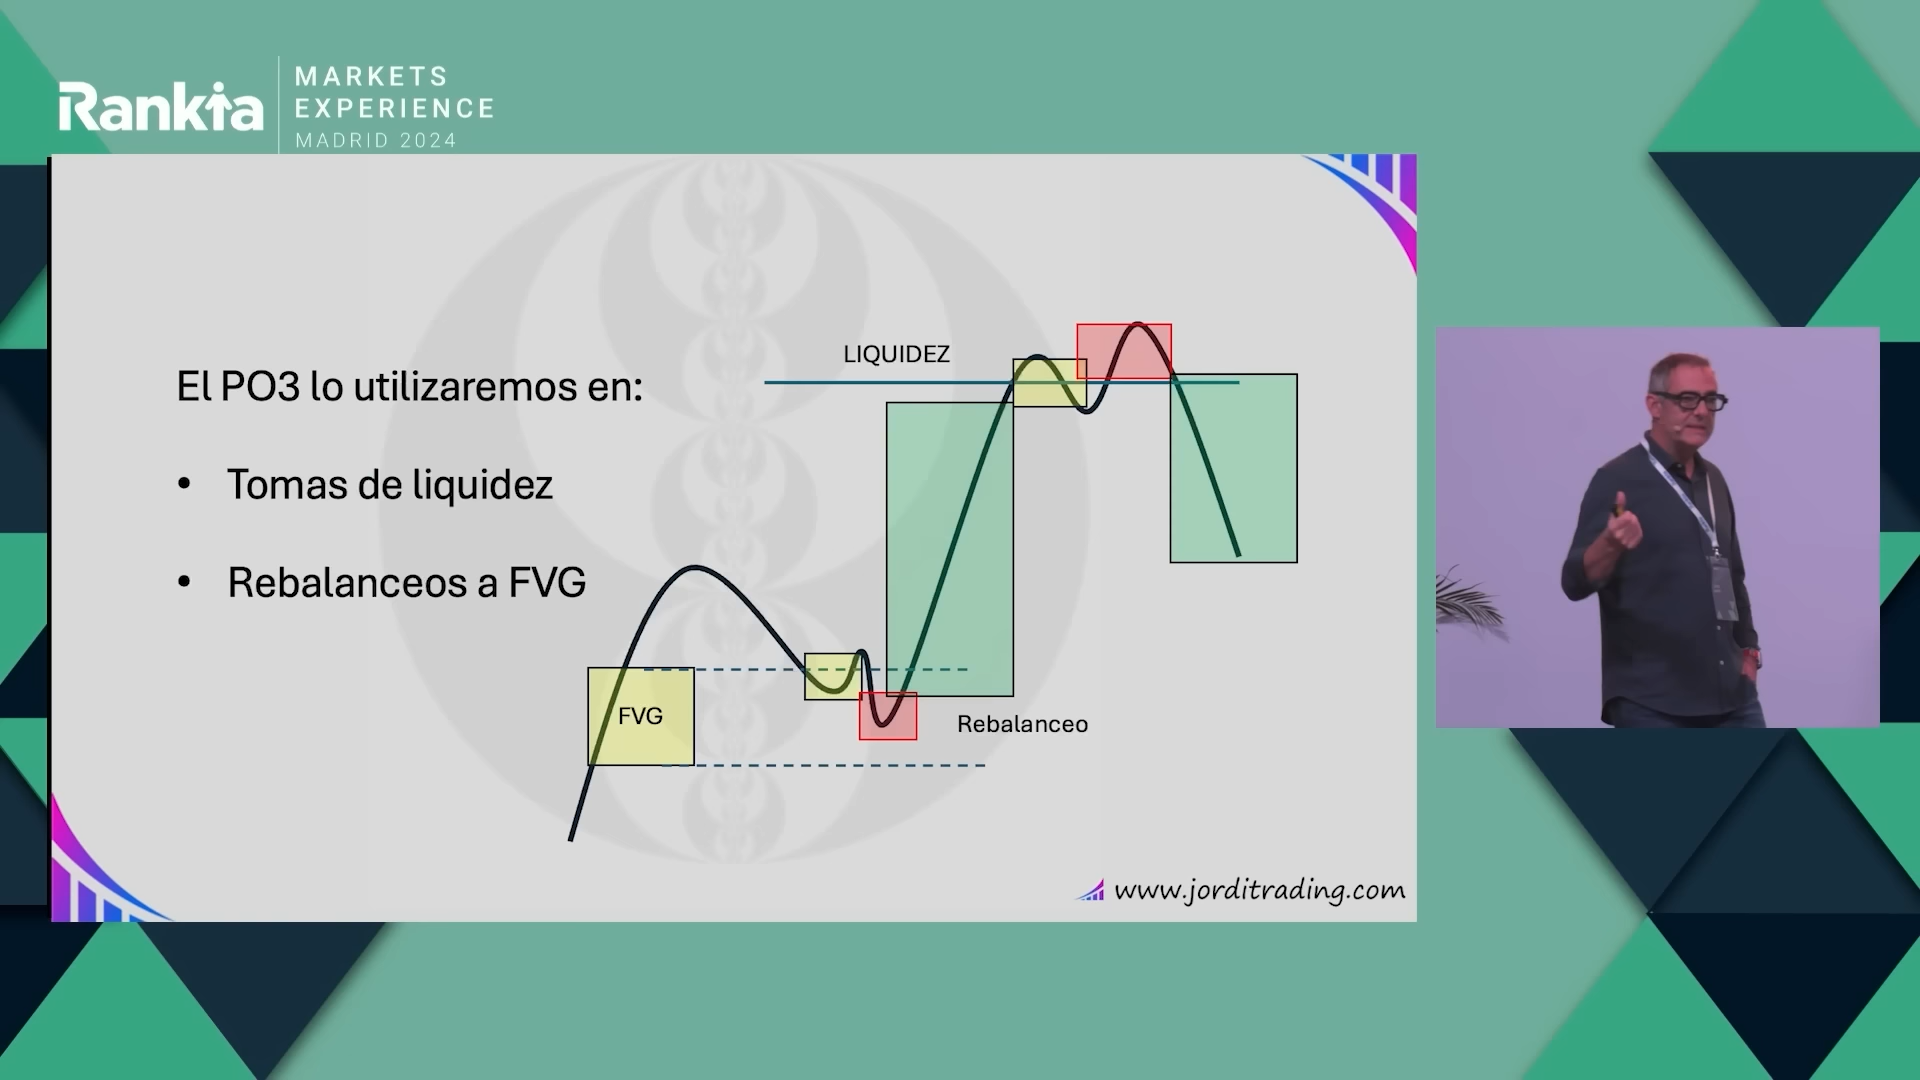 Rankia
MARKETS
EXPERIENCE
MADRID 2024
El PO3 lo utilizaremos en:
• Tomas de liquidez
• Rebalanceos a FVG
LIQUIDEZ
FVG
Rebalanceo
www.jorditrading.com